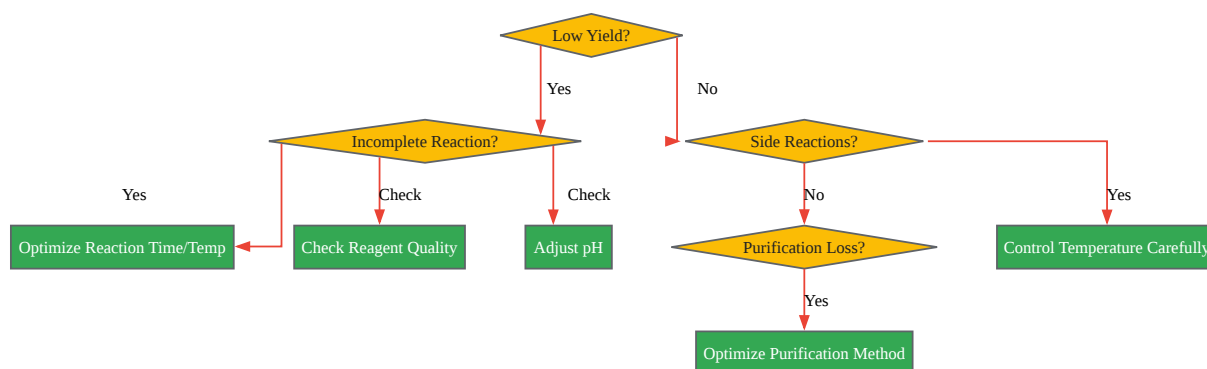 Low Yield?
Yes
No
Incomplete Reaction?
Side Reactions?
Yes
Check
Check
No
Yes
Optimize Reaction Time/Temp
Check Reagent Quality
Adjust pH
Purification Loss?
Control Temperature Carefully
Yes
Optimize Purification Method